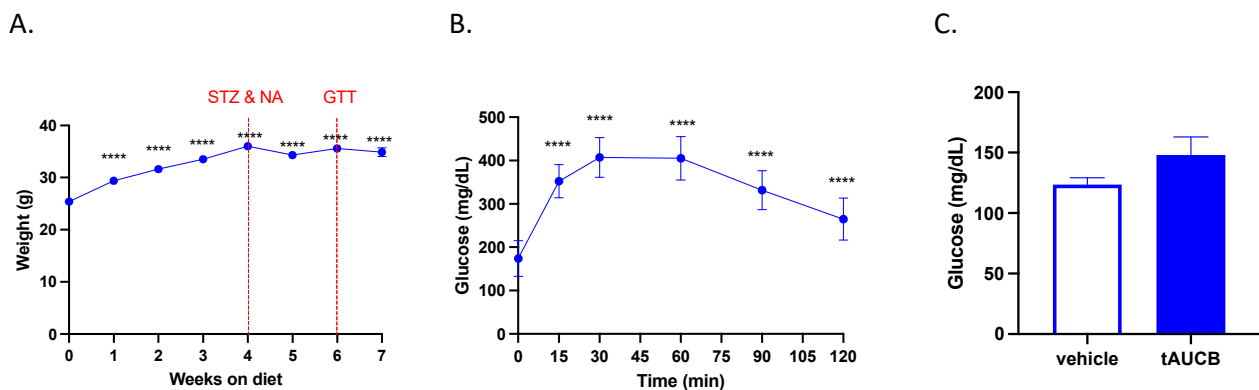 A.
STZ & NA GTT
**** **** **** **** **** **** ****
40
30
20
10
0
Weight (g)
0 1 2 3 4 5 6 7
Weeks on diet
B.
**** **** **** **** ****
500
400
300
200
100
0
Glucose (mg/dL)
0 15 30 45 60 75 90 105 120
Time (min)
C.
200
150
100
50
0
Glucose (mg/dL)
vehicle tAUCB